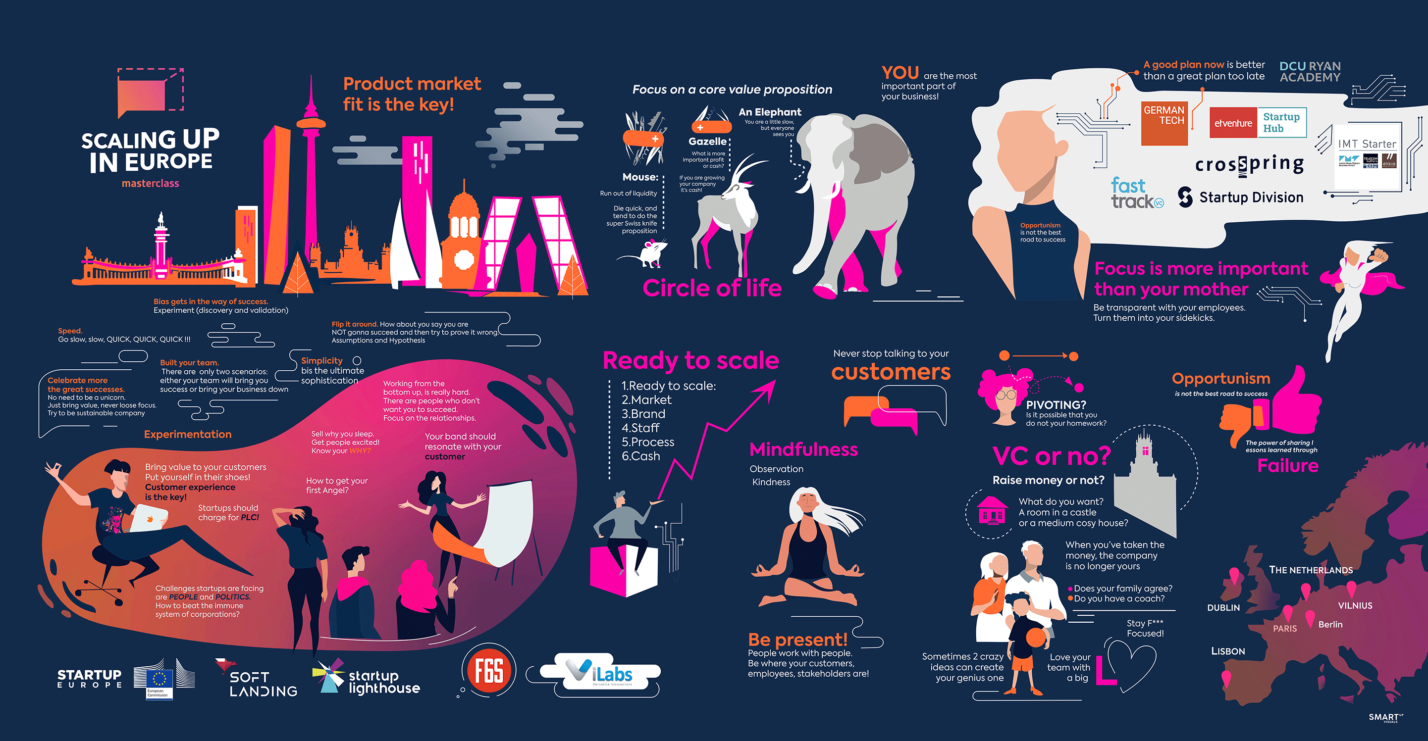 SCALING UP
IN EUROPE
masterclass
Product market
fit is the key!
Focus on a core value proposition
Mouse:
Run out of liquidity
Die quick, and
tend to do the
super Swiss knife
proposition
Gazelle
What is more
important profit
or cash?
If you are growing
your company
it's cash!
An Elephant
You are a little slow,
but everyone
sees you
Circle of life
YOU are the most
important part of
your business!
Opportunism
is not the best
road to success
A good plan now is better
than a great plan too late
DCU RYAN
ACADEMY
GERMAN
TECH
etventure
Startup
Hub
IMT Starter
crosspring
fast
track VC
Startup Division
Focus is more important
than your mother
Be transparent with your employees.
Turn them into your sidekicks.
Bias gets in the way of success.
Experiment (discovery and validation)
Speed.
Go slow, slow, QUICK, QUICK, QUICK !!!
Flip it around. How about you say you are
NOT gonna succeed and then try to prove it wrong.
Assumptions and Hypothesis
Built your team.
There are only two scenarios:
either your team will bring you
success or bring your business down
Simplicity
bis the ultimate
sophistication
Celebrate more
the great successes.
No need to be a unicorn.
Just bring value, never loose focus.
Try to be sustainable company
Experimentation
Working from the
bottom up, is really hard.
There are people who don't
want you to succeed.
Focus on the relationships.
Sell why you sleep.
Get people excited!
Know your WHY?
Your band should
resonate with your
customer
Bring value to your customers
Put yourself in their shoes!
Customer experience
is the key!
How to get your
first Angel?
Startups should
charge for PLC!
Challenges startups are facing
are PEOPLE and POLITICS.
How to beat the immune
system of corporations?
STARTUP
EUROPE
European
Commission
SOFT
LANDING
startup
lighthouse
FGS
iLabs
Ready to scale
1.Ready to scale:
2.Market
3.Brand
4.Staff
5.Process
6.Cash
Never stop talking to your
customers
Mindfulness
Observation
Kindness
Be present!
People work with people.
Be where your customers,
employees, stakeholders are!
PIVOTING?
Is it possible that you
do not your homework?
VC or no?
Raise money or not?
What do you want?
A room in a castle
or a medium cosy house?
When you've taken the
money, the company
is no longer yours
Does your family agree?
Do you have a coach?
Stay F***
Focused!
Sometimes 2 crazy
ideas can create
your genius one
Love your
team with
a big
L
Opportunism
is not the best road to success
The power of sharing l
essons learned through
Failure
THE NETHERLANDS
DUBLIN
VILNIUS
PARIS
Berlin
LISBON
SMART
VISUALS